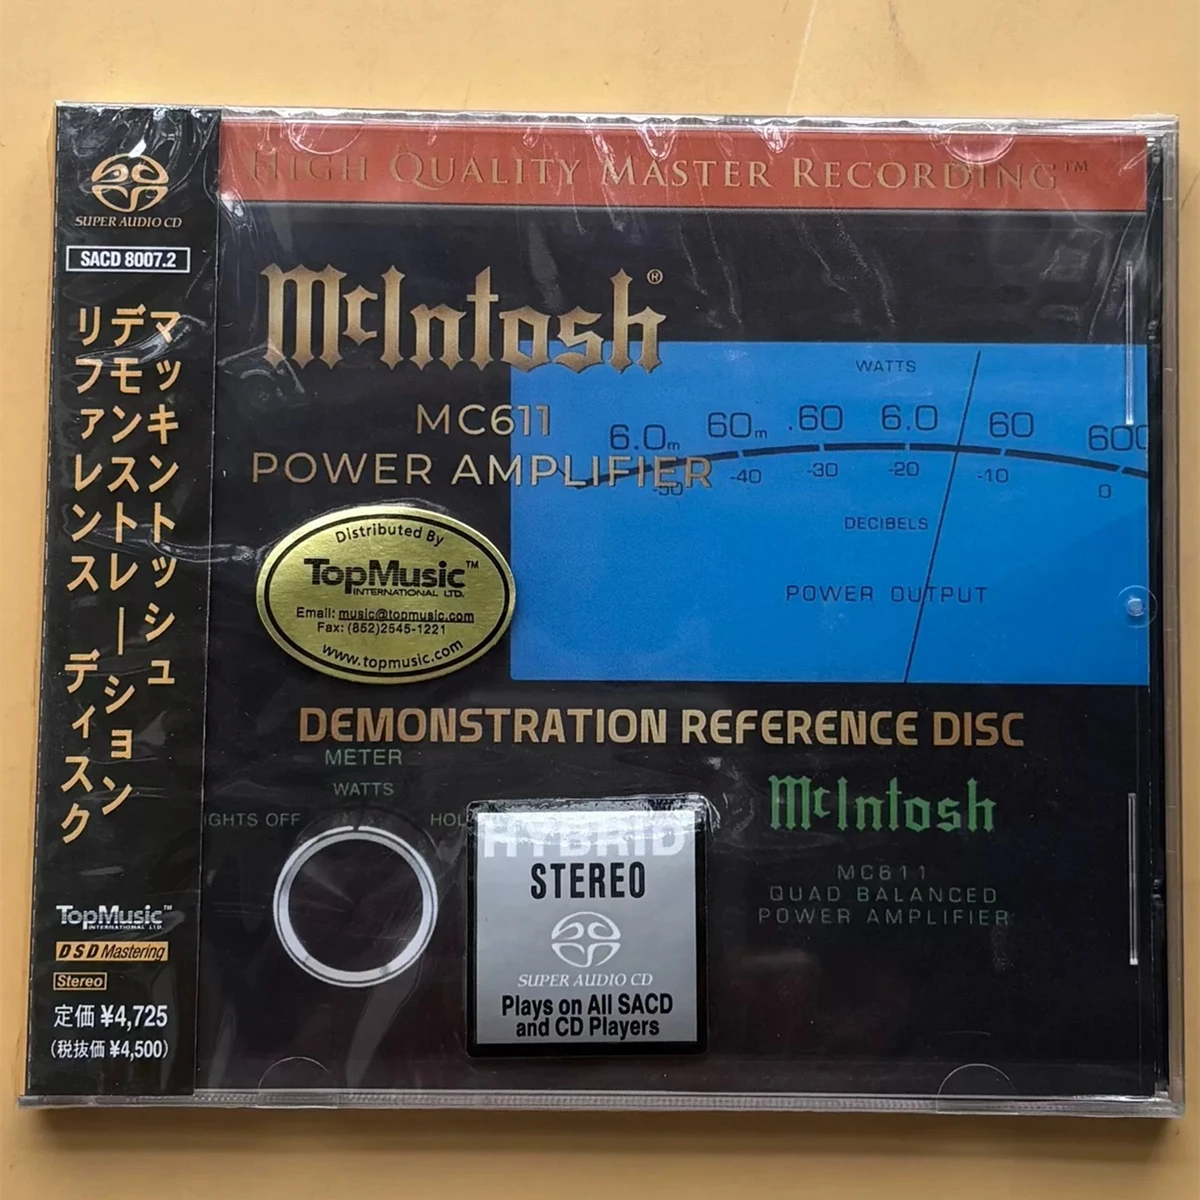 SUPER AUDIO CD
SACD 8007.2
マッキントッシュ
デモンストレーション
リファレンス ディスク
TopMusic™
INTERNATIONAL LTD.
DSD Mastering
Stereo
定価 ¥4,725
(税抜価 ¥4,500)
HIGH QUALITY MASTER RECORDING™
McIntosh®
MC611
POWER AMPLIFIER
WATTS
6.0m 60m .60 6.0 60 600
-50 -40 -30 -20 -10 0
DECIBELS
POWER OUTPUT
Distributed By
TopMusic™
INTERNATIONAL LTD.
Email: music@topmusic.com
Fax: (852)2545-1221
www.topmusic.com
DEMONSTRATION REFERENCE DISC
METER
WATTS
IGHTS OFF HOL
McIntosh
MC611
QUAD BALANCED
POWER AMPLIFIER
HYBRID
STEREO
SUPER AUDIO CD
Plays on All SACD
and CD Players